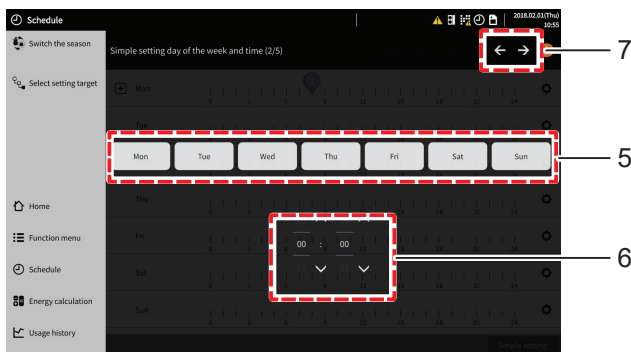 Schedule
2018.02.01(Thu)
10:55
Switch the season
Simple setting day of the week and time (2/5)
7
Select setting target
Mon
Tue
Mon Tue Wed Thu Fri Sat Sun
5
Thu
Home
Function menu
Fri
00 : 00
6
Schedule
Sat
Energy calculation
Sun
Usage history
Simple setting